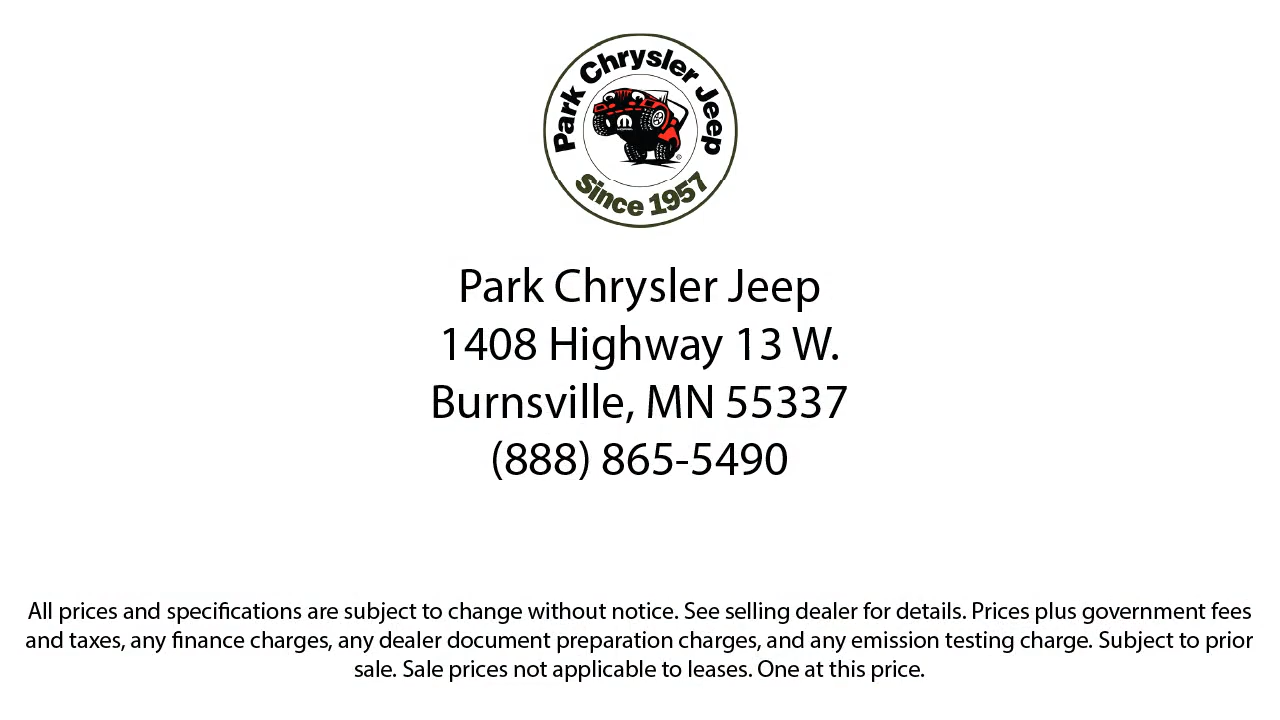 Park Chrysler Jeep
Since 1957
Park Chrysler Jeep
1408 Highway 13 W.
Burnsville, MN 55337
(888) 865-5490
All prices and specifications are subject to change without notice. See selling dealer for details. Prices plus government fees
and taxes, any finance charges, any dealer document preparation charges, and any emission testing charge. Subject to prior
sale. Sale prices not applicable to leases. One at this price.